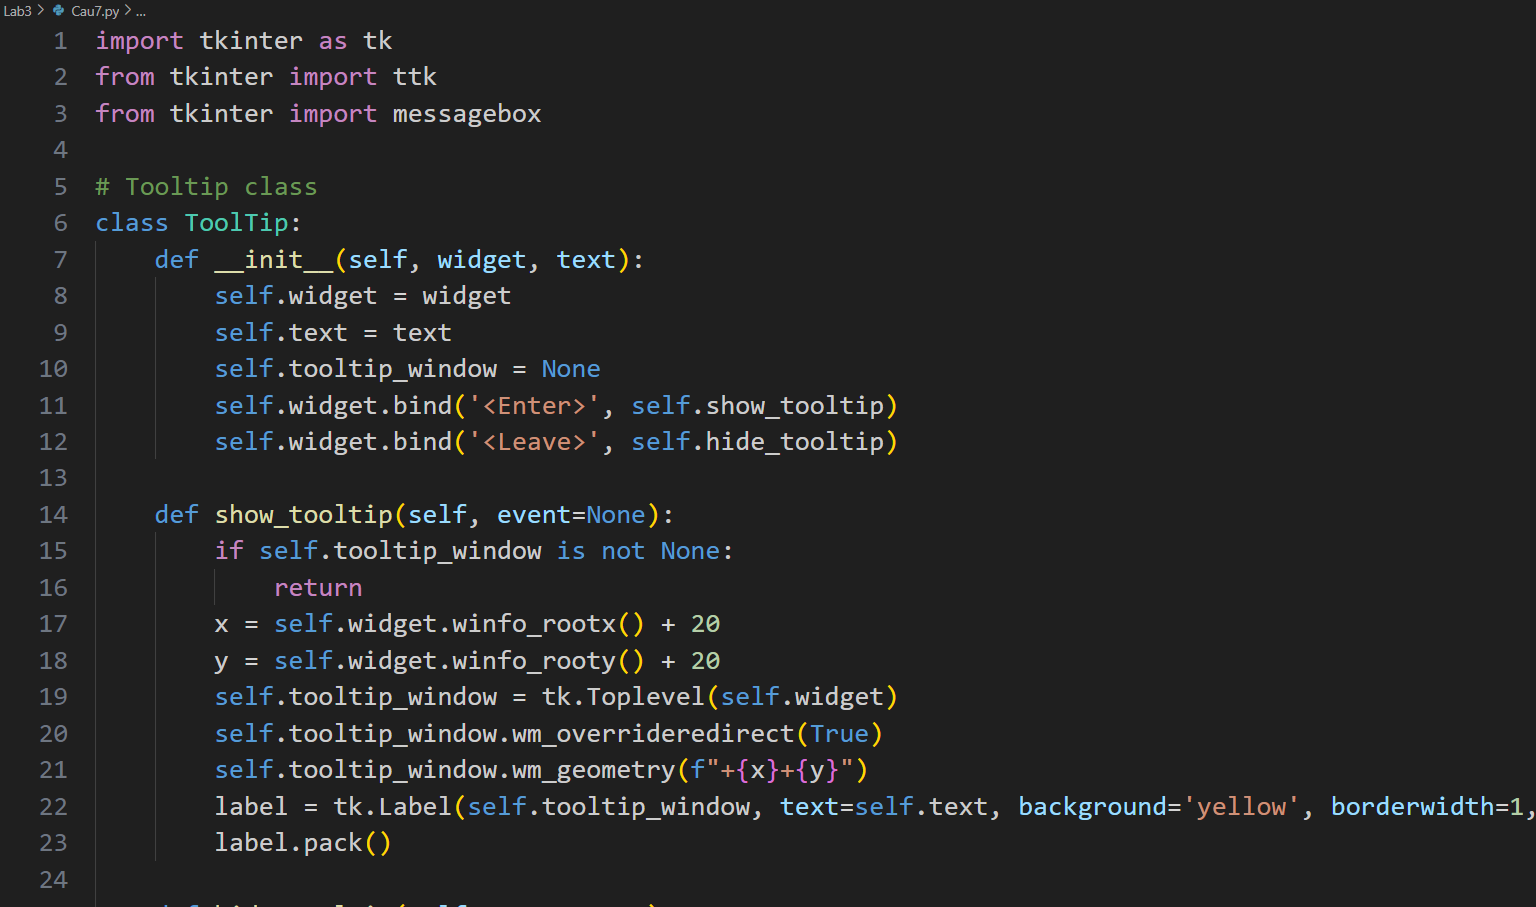 Lab3 > Cau7.py > ...
1 import tkinter as tk
2 from tkinter import ttk
3 from tkinter import messagebox
4
5 # Tooltip class
6 class ToolTip:
7     def __init__(self, widget, text):
8         self.widget = widget
9         self.text = text
10         self.tooltip_window = None
11         self.widget.bind('<Enter>', self.show_tooltip)
12         self.widget.bind('<Leave>', self.hide_tooltip)
13
14     def show_tooltip(self, event=None):
15         if self.tooltip_window is not None:
16             return
17         x = self.widget.winfo_rootx() + 20
18         y = self.widget.winfo_rooty() + 20
19         self.tooltip_window = tk.Toplevel(self.widget)
20         self.tooltip_window.wm_overrideredirect(True)
21         self.tooltip_window.wm_geometry(f"+{x}+{y}")
22         label = tk.Label(self.tooltip_window, text=self.text, background='yellow', borderwidth=1,
23         label.pack()
24